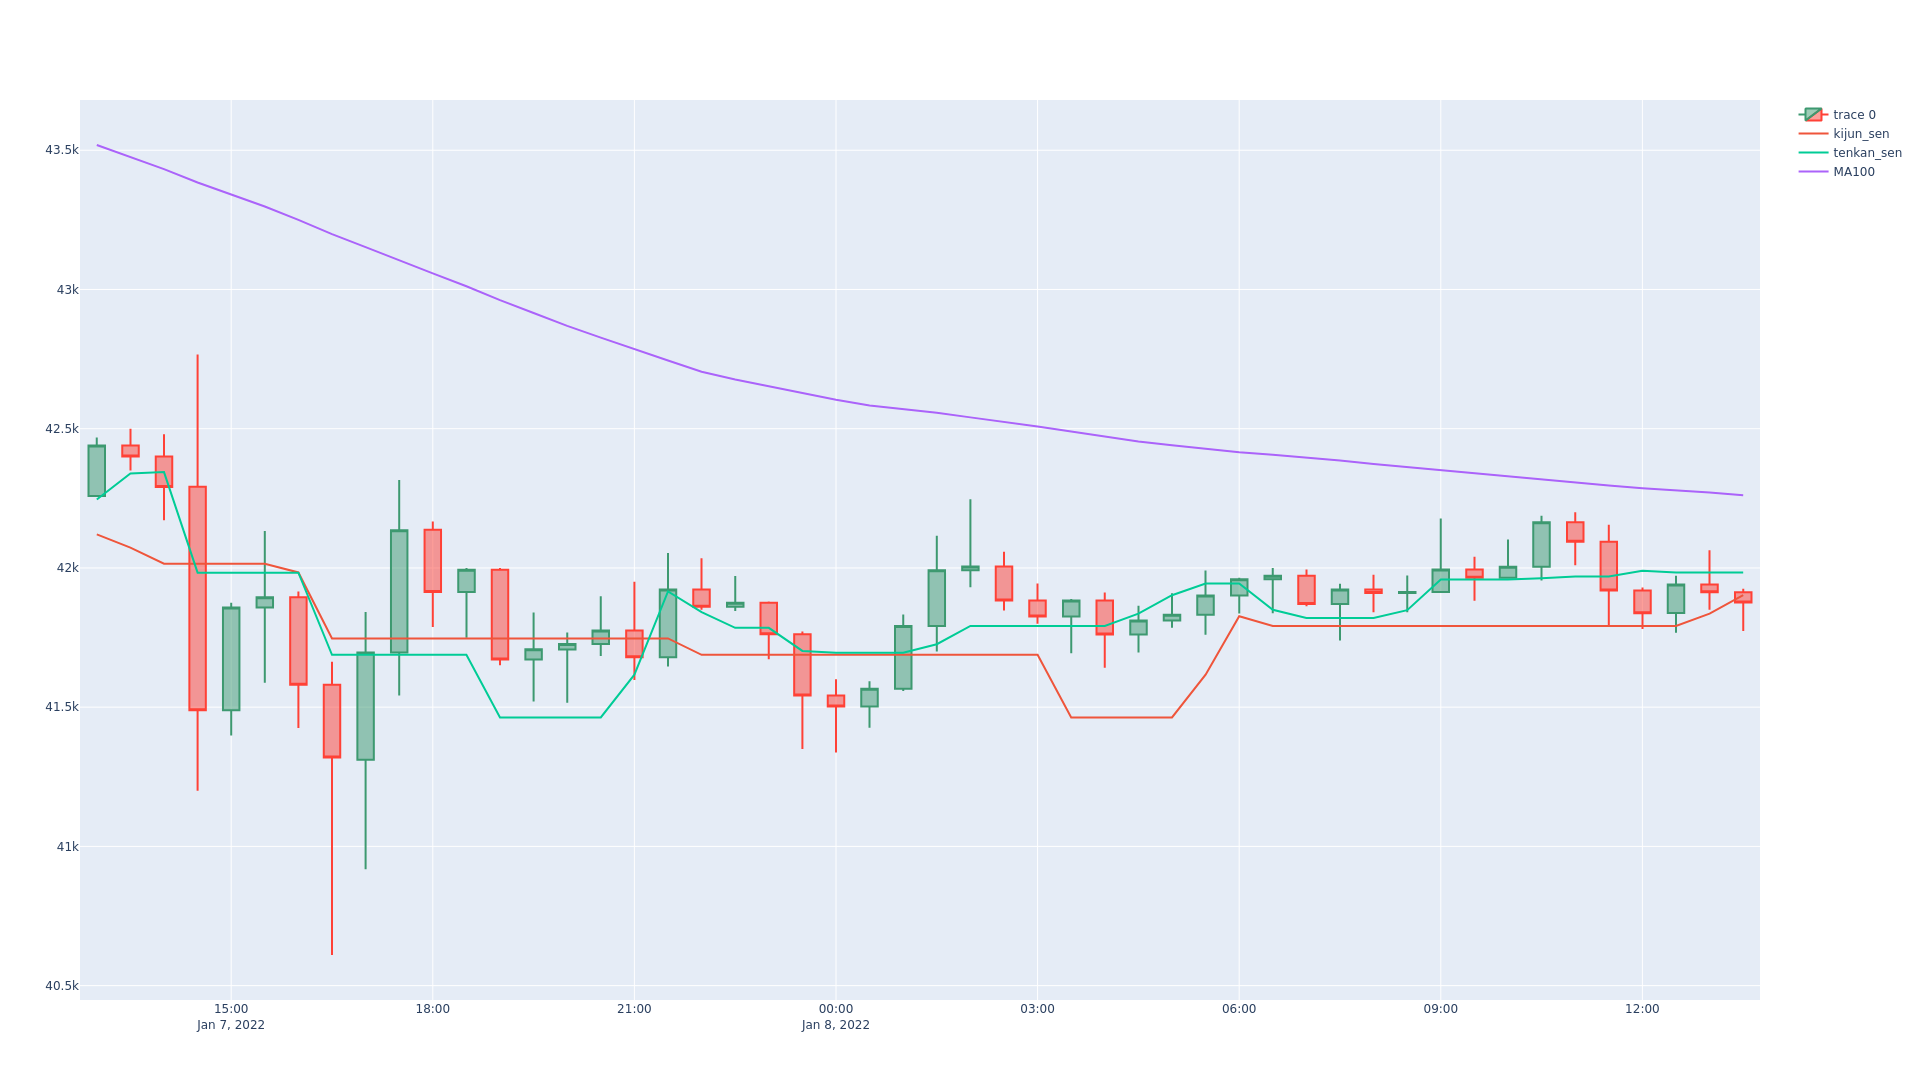 trace 0
kijun_sen
tenkan_sen
MA100
43.5k
43k
42.5k
42k
41.5k
41k
40.5k
15:00 18:00 21:00 00:00 03:00 06:00 09:00 12:00
Jan 7, 2022 Jan 8, 2022